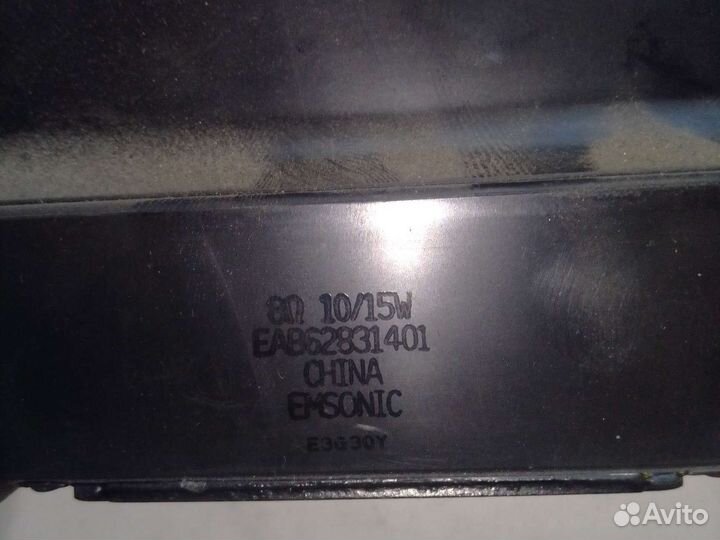 8Ω 10/15W
EAB62831401
CHINA
EMSONIC
E3G30Y
Avito